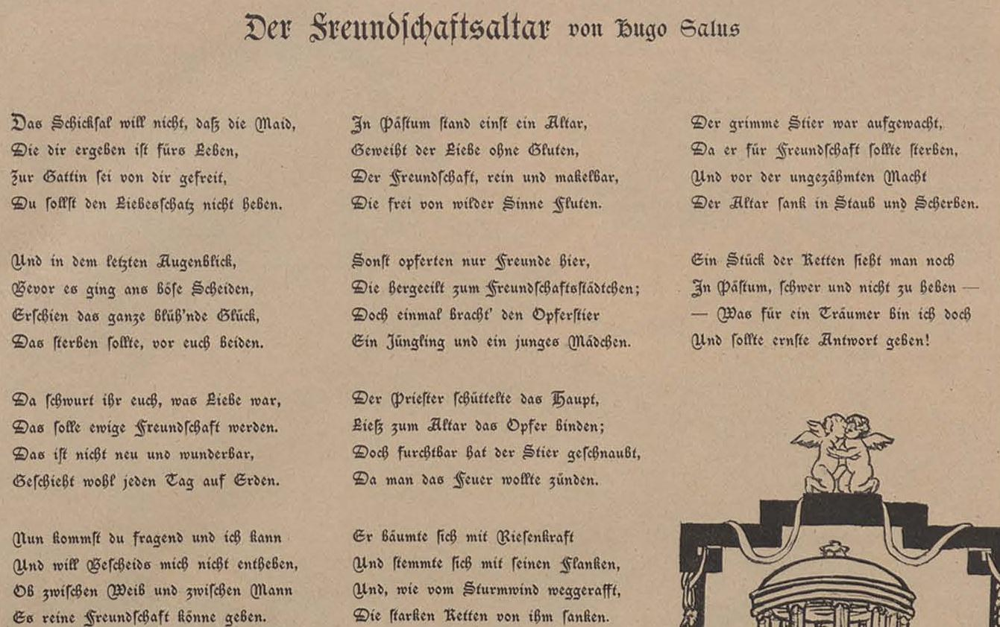 Der Freundschaftsaltar von Hugo Salus
Das Schicksal will nicht, daß die Maid,
Die dir ergeben ist fürs Leben,
Zur Gattin sei von dir gefreit,
Du sollst den Liebesschatz nicht heben.
Und in dem letzten Augenblick,
Bevor es ging ans böse Scheiden,
Erschien das ganze blüh'nde Glück,
Das sterben sollte, vor euch beiden.
Da schwurt ihr euch, was Liebe war,
Das solle ewige Freundschaft werden.
Das ist nicht neu und wunderbar,
Geschieht wohl jeden Tag auf Erden.
Nun kommst du fragend und ich kann
Und will Bescheids mich nicht entheben,
Ob zwischen Weib und zwischen Mann
Es reine Freundschaft könne geben.
In Pästum stand einst ein Altar,
Geweiht der Liebe ohne Gluten,
Der Freundschaft, rein und makelbar,
Die frei von wilder Sinne Fluten.
Sonst opferten nur Freunde hier,
Die hergeeilt zum Freundschaftsstädtchen;
Doch einmal bracht' den Opferstier
Ein Jüngling und ein junges Mädchen.
Der Priester schüttelte das Haupt,
Ließ zum Altar das Opfer binden;
Doch furchtbar hat der Stier geschnaubt,
Da man das Feuer wollte zünden.
Er bäumte sich mit Riesenkraft
Und stemmte sich mit seinen Flanken,
Und, wie vom Sturmwind weggerafft,
Die starken Ketten von ihm sanken.
Der grimme Stier war aufgewacht,
Da er für Freundschaft sollte sterben,
Und vor der ungezähmten Macht
Der Altar sank in Staub und Scherben.
Ein Stück der Ketten sieht man noch
In Pästum, schwer und nicht zu heben —
— Was für ein Träumer bin ich doch
Und sollte ernste Antwort geben!